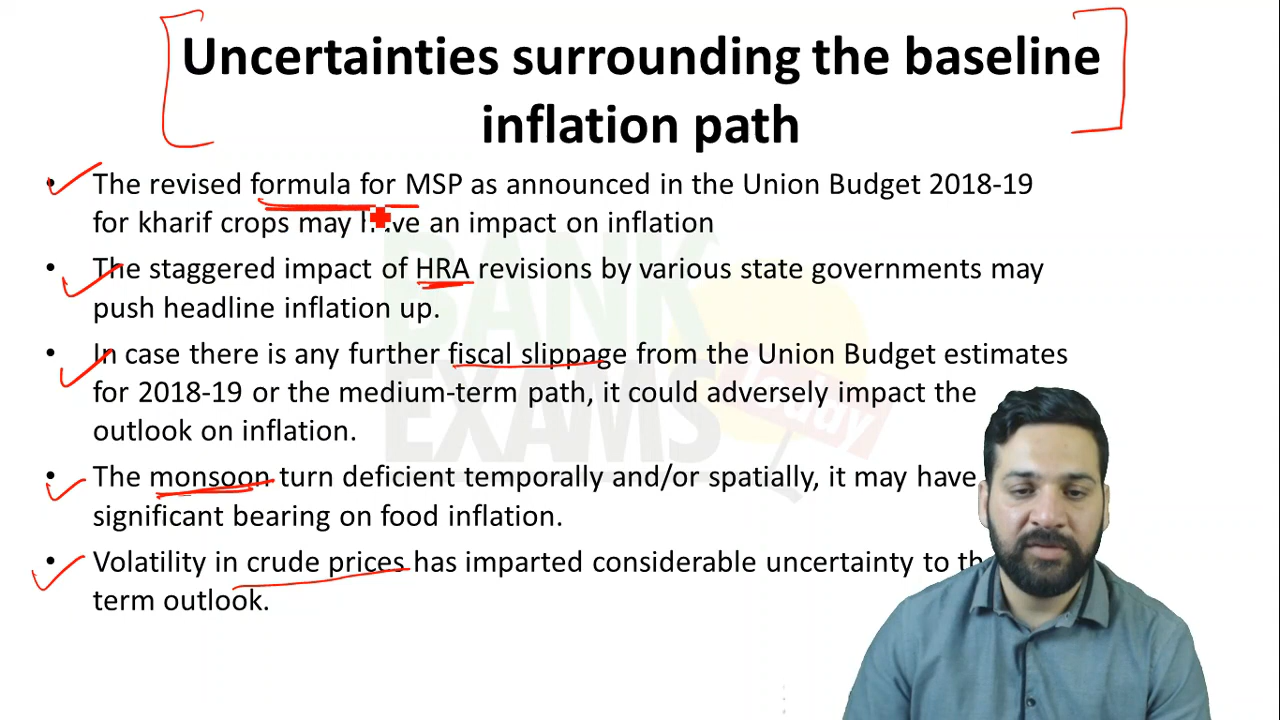 Uncertainties surrounding the baseline
inflation path
• The revised formula for MSP as announced in the Union Budget 2018-19
for kharif crops may have an impact on inflation
• The staggered impact of HRA revisions by various state governments may
push headline inflation up.
• In case there is any further fiscal slippage from the Union Budget estimates
for 2018-19 or the medium-term path, it could adversely impact the
outlook on inflation.
• The monsoon turn deficient temporally and/or spatially, it may have
significant bearing on food inflation.
• Volatility in crude prices has imparted considerable uncertainty to
term outlook.
BANK
EXAMS
today